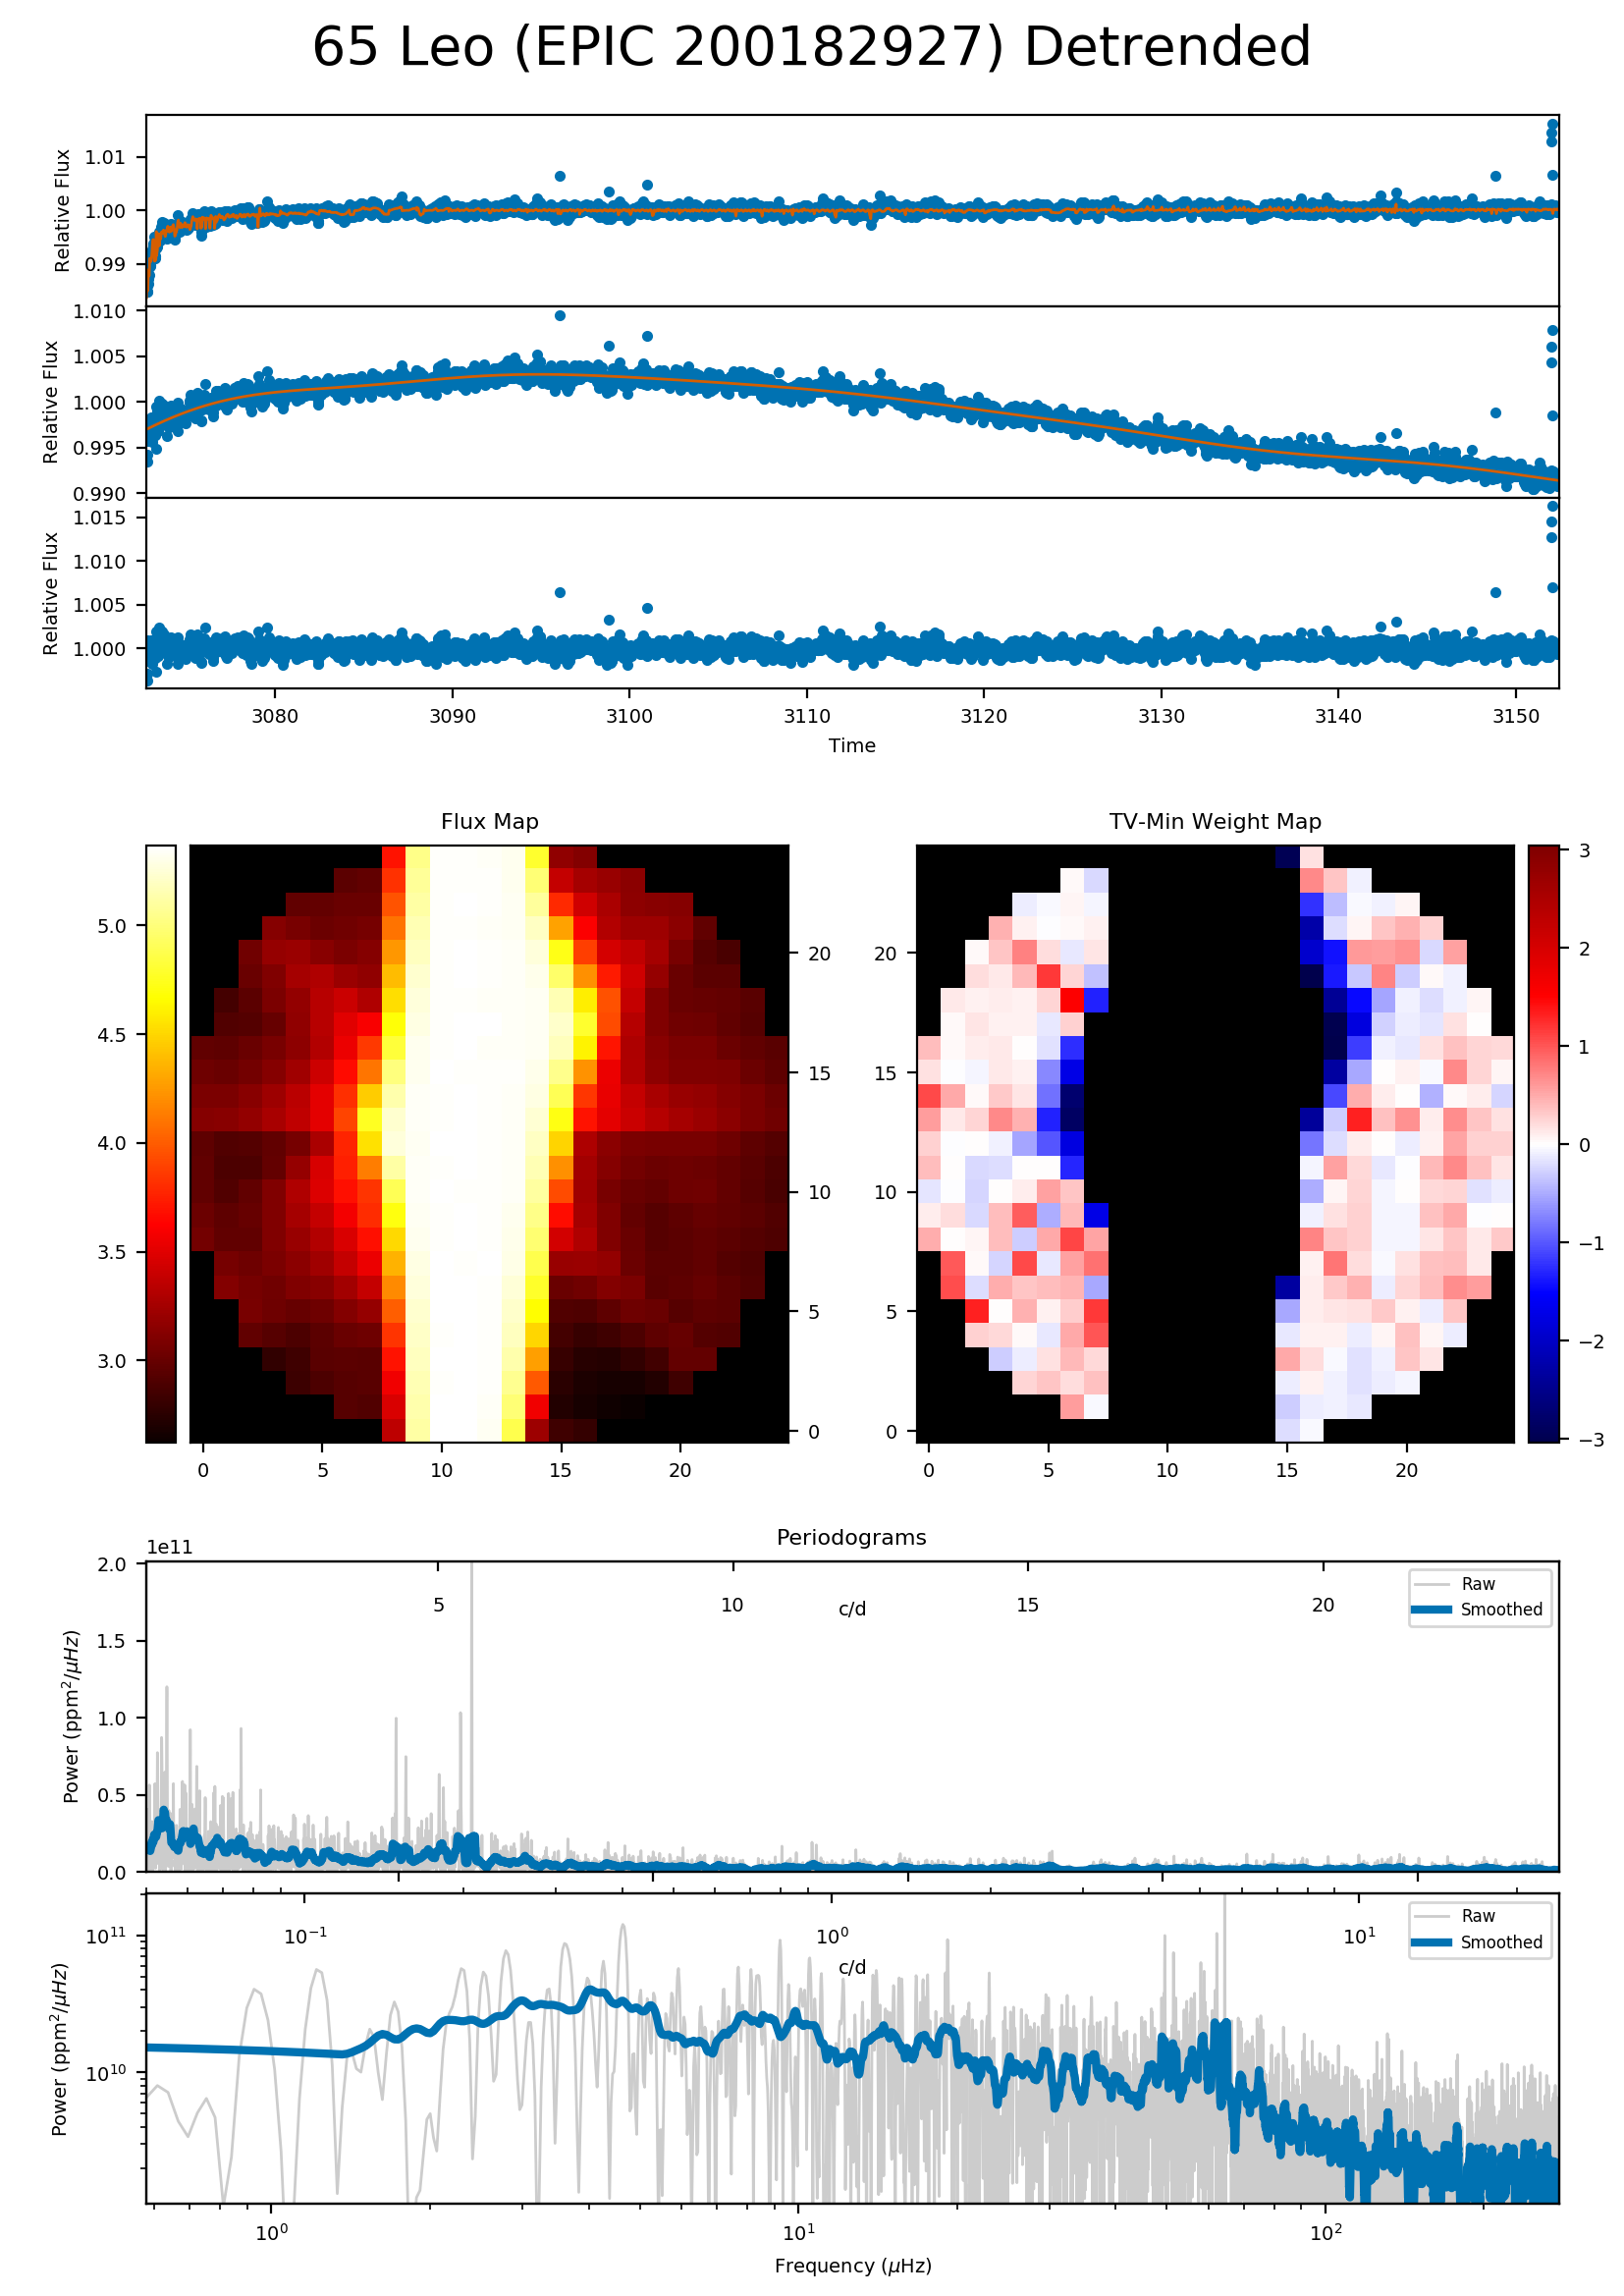 65 Leo (EPIC 200182927) Detrended
Relative Flux
1.01
1.00
0.99
Relative Flux
1.010
1.005
1.000
0.995
0.990
Relative Flux
1.015
1.010
1.005
1.000
3080 3090 3100 3110 3120 3130 3140 3150
Time
Flux Map
5.0
4.5
4.0
3.5
3.0
20
15
10
5
0
0 5 10 15 20
TV-Min Weight Map
20
15
10
5
0
0 5 10 15 20
3
2
1
0
−1
−2
−3
Periodograms
1e11
Power (ppm²/μHz)
2.0
1.5
1.0
0.5
0.0
5 10 15 20
c/d
Raw
Smoothed
Power (ppm²/μHz)
10¹¹
10¹⁰
10⁻¹ 10⁰ 10¹
c/d
Raw
Smoothed
10⁰ 10¹ 10²
Frequency (μHz)